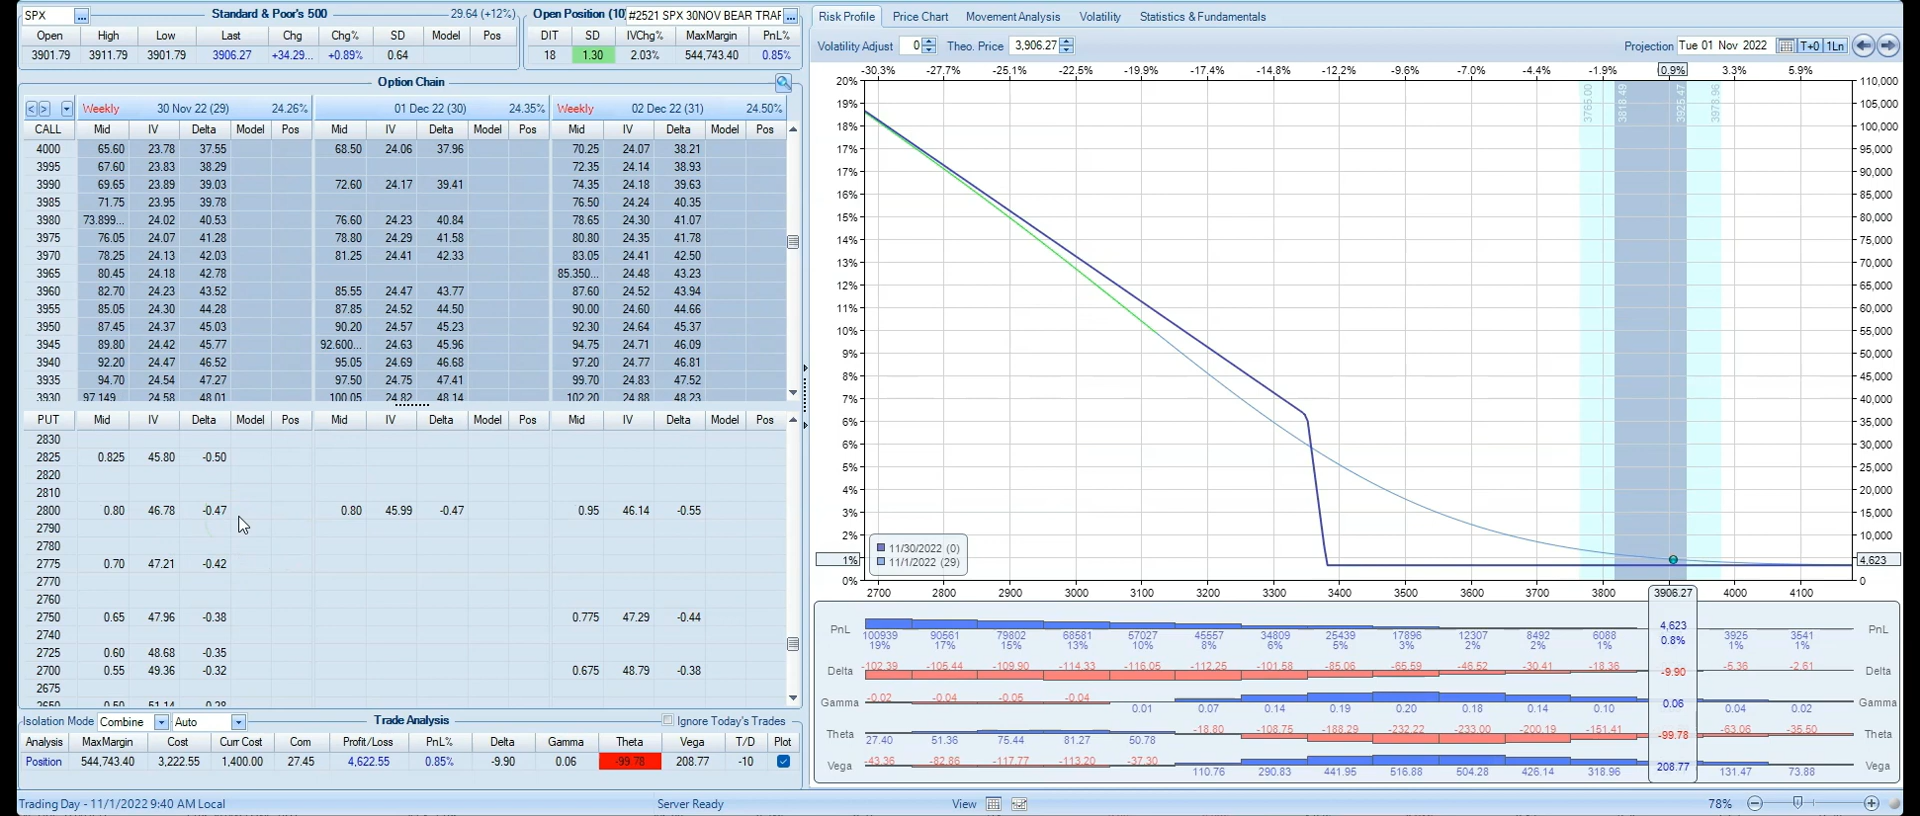 SPX ... Standard & Poor's 500 29.64 (+12%) Open Position (10) #2521 SPX 30NOV BEAR TRAF ...
Open High Low Last Chg Chg% SD Model Pos DIT SD IVChg% MaxMargin PnL%
3901.79 3911.79 3901.79 3906.27 +34.29... +0.89% 0.64 18 1.30 2.03% 544,743.40 0.85%
Option Chain
Weekly 30 Nov 22 (29) 24.26% 01 Dec 22 (30) 24.35% Weekly 02 Dec 22 (31) 24.50%
CALL Mid IV Delta Model Pos Mid IV Delta Model Pos Mid IV Delta Model Pos
4000 65.60 23.78 37.55 68.50 24.06 37.96 70.25 24.07 38.21
3995 67.60 23.83 38.29 72.35 24.14 38.93
3990 69.65 23.89 39.03 72.60 24.17 39.41 74.35 24.18 39.63
3985 71.75 23.95 39.78 76.50 24.24 40.35
3980 73.899... 24.02 40.53 76.60 24.23 40.84 78.65 24.30 41.07
3975 76.05 24.07 41.28 78.80 24.29 41.58 80.80 24.35 41.78
3970 78.25 24.13 42.03 81.25 24.41 42.33 83.05 24.41 42.50
3965 80.45 24.18 42.78 85.350... 24.48 43.23
3960 82.70 24.23 43.52 85.55 24.47 43.77 87.60 24.52 43.94
3955 85.05 24.30 44.28 87.85 24.52 44.50 90.00 24.60 44.66
3950 87.45 24.37 45.03 90.20 24.57 45.23 92.30 24.64 45.37
3945 89.80 24.42 45.77 92.600... 24.63 45.96 94.75 24.71 46.09
3940 92.20 24.47 46.52 95.05 24.69 46.68 97.20 24.77 46.81
3935 94.70 24.54 47.27 97.50 24.75 47.41 99.70 24.83 47.52
3930 97.149 24.58 48.01 100.05 24.82 48.14 102.20 24.88 48.23
PUT Mid IV Delta Model Pos Mid IV Delta Model Pos Mid IV Delta Model Pos
2830
2825 0.825 45.80 -0.50
2820
2810
2800 0.80 46.78 -0.47 0.80 45.99 -0.47 0.95 46.14 -0.55
2790
2780
2775 0.70 47.21 -0.42
2770
2760
2750 0.65 47.96 -0.38 0.775 47.29 -0.44
2740
2725 0.60 48.68 -0.35
2700 0.55 49.36 -0.32 0.675 48.79 -0.38
2675
2650 0.50 51.14 -0.28
Isolation Mode Combine Auto Trade Analysis Ignore Today's Trades
Analysis MaxMargin Cost Curr Cost Com Profit/Loss PnL% Delta Gamma Theta Vega T/D Plot
Position 544,743.40 3,222.55 1,400.00 27.45 4,622.55 0.85% -9.90 0.06 -99.78 208.77 -10
Risk Profile Price Chart Movement Analysis Volatility Statistics & Fundamentals
Volatility Adjust 0 Theo. Price 3,906.27 Projection Tue 01 Nov 2022 T+0 1Ln
-30.3% -27.7% -25.1% -22.5% -19.9% -17.4% -14.8% -12.2% -9.6% -7.0% -4.4% -1.9% 0.9% 3.3% 5.9%
20% 110,000
19% 105,000
18% 100,000
17% 95,000
16% 90,000
16% 85,000
15% 80,000
14% 75,000
13% 70,000
12% 65,000
11% 60,000
10% 55,000
9% 50,000
8% 45,000
7% 40,000
6% 35,000
6% 30,000
5% 25,000
4% 20,000
3% 15,000
2% 10,000
1% 4,623
0% 0
3765.00 3818.49 3925.47 3978.96
11/30/2022 (0)
11/1/2022 (29)
2700 2800 2900 3000 3100 3200 3300 3400 3500 3600 3700 3800 3906.27 4000 4100
PnL 100939 90561 79802 68581 57027 45557 34809 25439 17896 12307 8492 6088 4,623 3925 3541 PnL
19% 17% 15% 13% 10% 8% 6% 5% 3% 2% 2% 1% 0.8% 1% 1%
Delta -102.39 -105.44 -109.90 -114.33 -116.05 -112.25 -101.58 -85.06 -65.59 -46.52 -30.41 -18.36 -9.90 -5.36 -2.61 Delta
Gamma -0.02 -0.04 -0.05 -0.04 0.01 0.07 0.14 0.19 0.20 0.18 0.14 0.10 0.06 0.04 0.02 Gamma
Theta 27.40 51.36 75.44 81.27 50.78 -18.80 -108.75 -188.29 -232.22 -233.00 -200.19 -151.41 -99.78 -63.06 -35.50 Theta
Vega -43.36 -82.86 -117.77 -113.20 -37.30 110.76 290.83 441.95 516.88 504.28 426.14 318.96 208.77 131.47 73.88 Vega
Trading Day - 11/1/2022 9:40 AM Local Server Ready View 78%